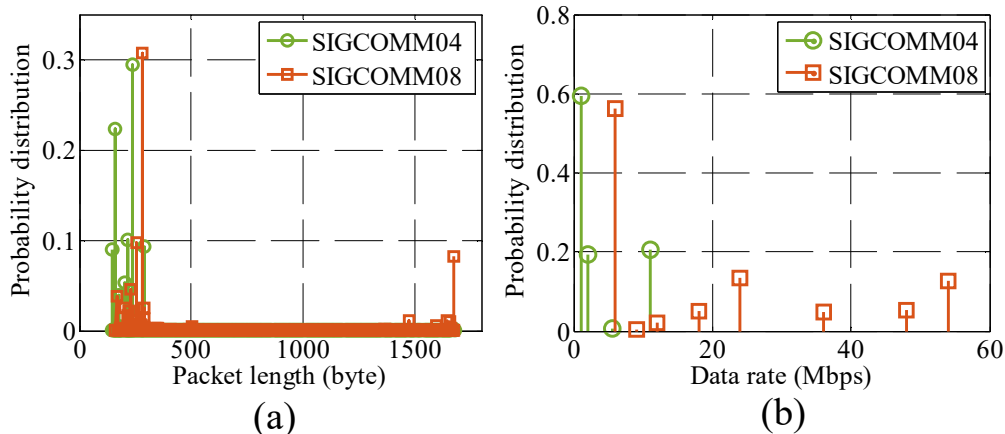 0.3
0.2
0.1
0
0
500
1000
1500
Probability distribution
Packet length (byte)
SIGCOMM04
SIGCOMM08
(a)
0.8
0.6
0.4
0.2
0
0
20
40
60
Probability distribution
Data rate (Mbps)
SIGCOMM04
SIGCOMM08
(b)